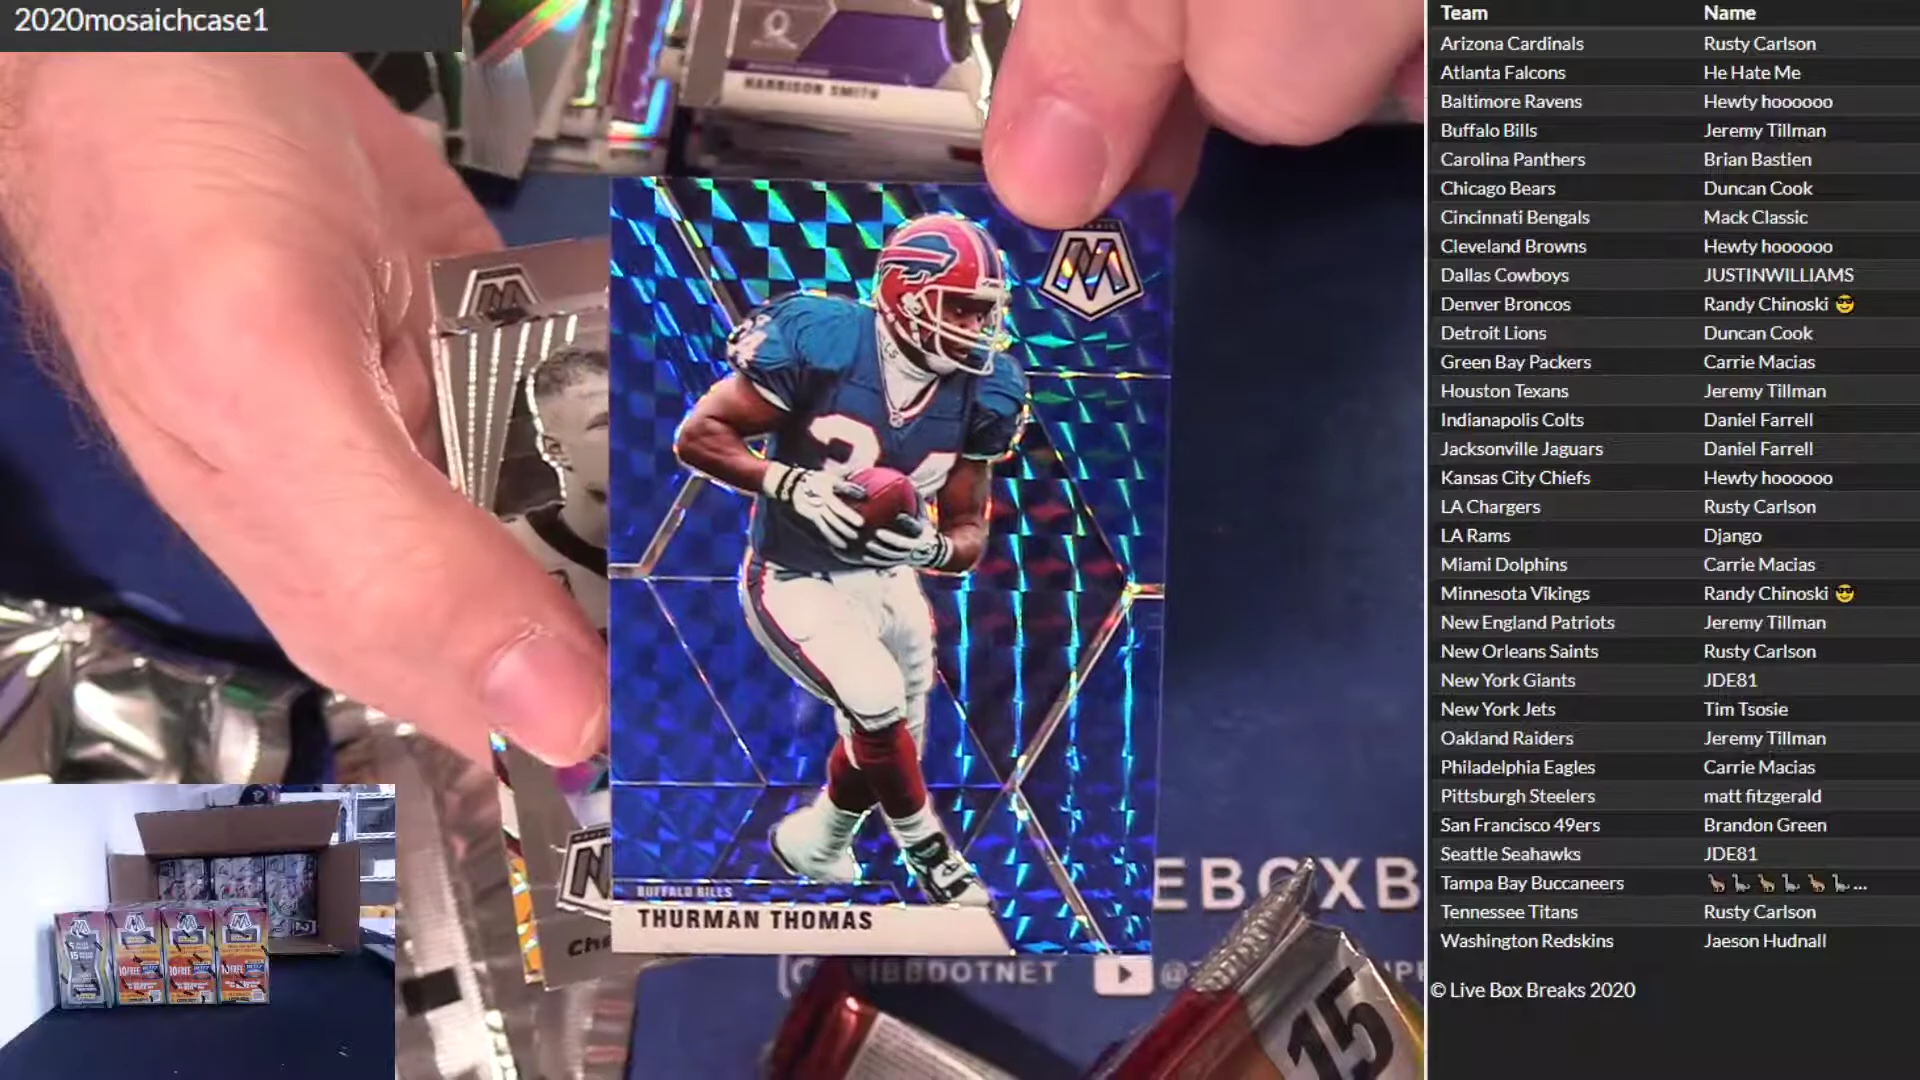 2020mosaichcase1
HARRISON SMITH
34
BUFFALO BILLS
THURMAN THOMAS
EBOXB
IBBDOTNET
15
Team Name
Arizona Cardinals Rusty Carlson
Atlanta Falcons He Hate Me
Baltimore Ravens Hewty hoooooo
Buffalo Bills Jeremy Tillman
Carolina Panthers Brian Bastien
Chicago Bears Duncan Cook
Cincinnati Bengals Mack Classic
Cleveland Browns Hewty hoooooo
Dallas Cowboys JUSTINWILLIAMS
Denver Broncos Randy Chinoski 😎
Detroit Lions Duncan Cook
Green Bay Packers Carrie Macias
Houston Texans Jeremy Tillman
Indianapolis Colts Daniel Farrell
Jacksonville Jaguars Daniel Farrell
Kansas City Chiefs Hewty hoooooo
LA Chargers Rusty Carlson
LA Rams Django
Miami Dolphins Carrie Macias
Minnesota Vikings Randy Chinoski 😎
New England Patriots Jeremy Tillman
New Orleans Saints Rusty Carlson
New York Giants JDE81
New York Jets Tim Tsosie
Oakland Raiders Jeremy Tillman
Philadelphia Eagles Carrie Macias
Pittsburgh Steelers matt fitzgerald
San Francisco 49ers Brandon Green
Seattle Seahawks JDE81
Tampa Bay Buccaneers 🦒🦕🦒🦕🦒🦕...
Tennessee Titans Rusty Carlson
Washington Redskins Jaeson Hudnall
© Live Box Breaks 2020